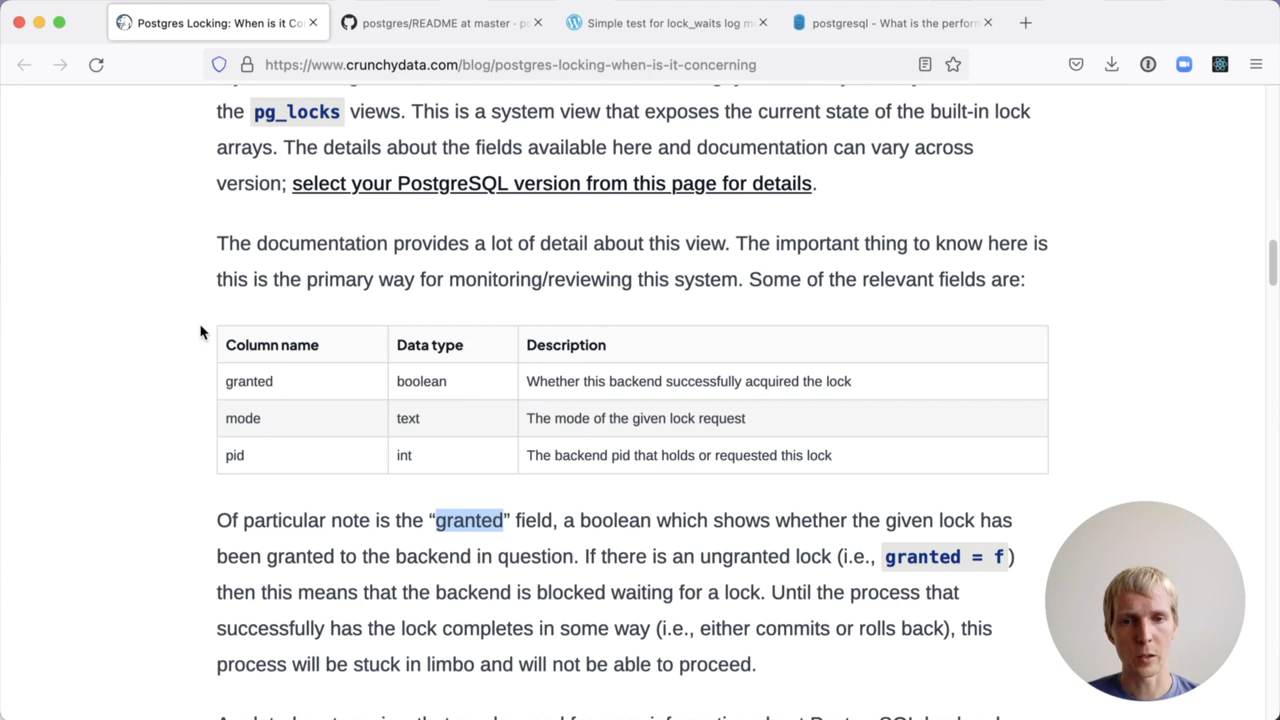 Postgres Locking: When is it Co
postgres/README at master · po
Simple test for lock_waits log m
postgresql - What is the perforn
https://www.crunchydata.com/blog/postgres-locking-when-is-it-concerning
the pg_locks views. This is a system view that exposes the current state of the built-in lock
arrays. The details about the fields available here and documentation can vary across
version; select your PostgreSQL version from this page for details.
The documentation provides a lot of detail about this view. The important thing to know here is
this is the primary way for monitoring/reviewing this system. Some of the relevant fields are:
Column name Data type Description
granted boolean Whether this backend successfully acquired the lock
mode text The mode of the given lock request
pid int The backend pid that holds or requested this lock
Of particular note is the “granted” field, a boolean which shows whether the given lock has
been granted to the backend in question. If there is an ungranted lock (i.e., granted = f)
then this means that the backend is blocked waiting for a lock. Until the process that
successfully has the lock completes in some way (i.e., either commits or rolls back), this
process will be stuck in limbo and will not be able to proceed.